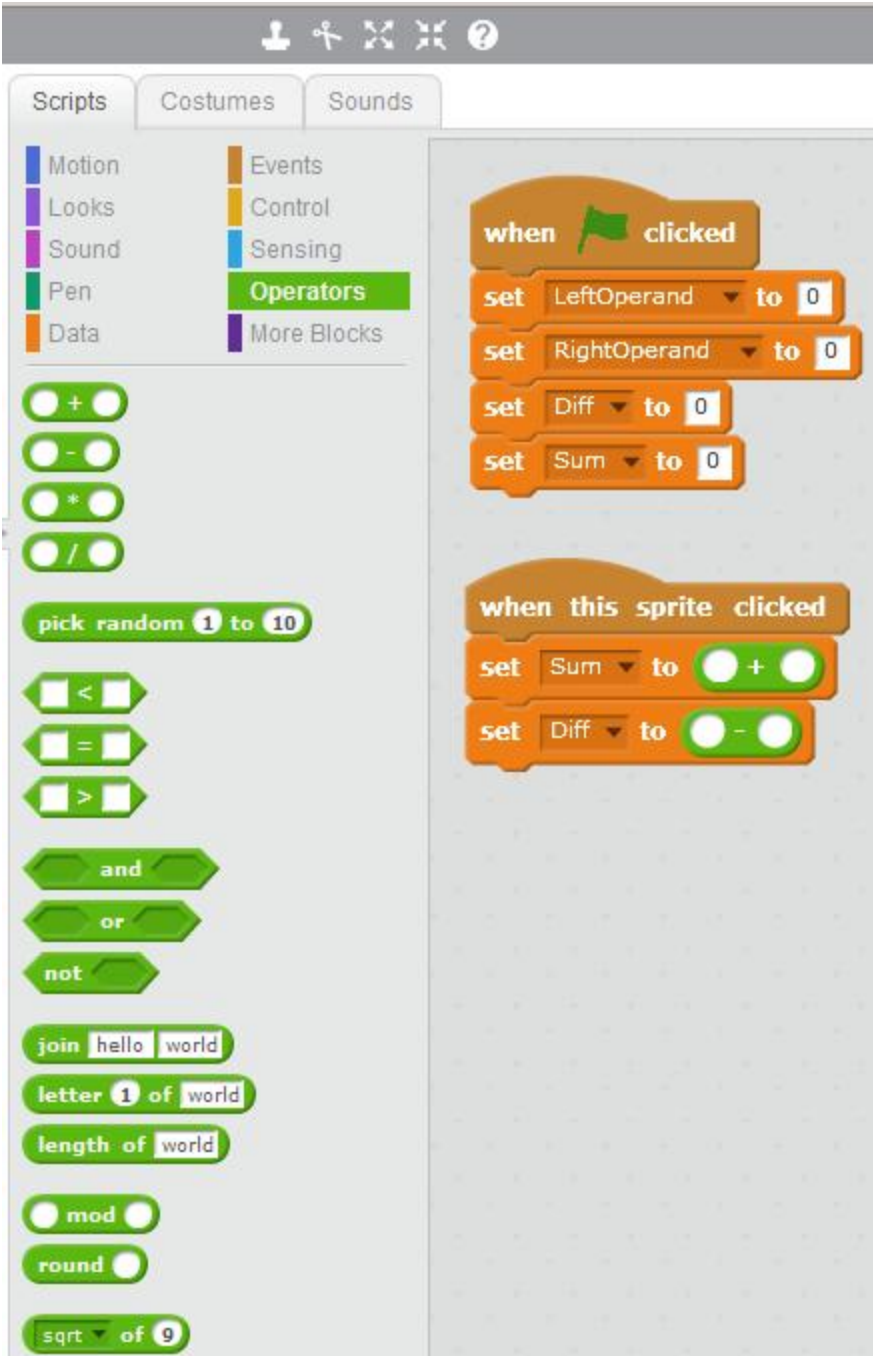 Scripts Costumes Sounds
Motion Events
Looks Control
Sound Sensing
Pen Operators
Data More Blocks
+
-
*
/
pick random 1 to 10
<
=
>
and
or
not
join hello world
letter 1 of world
length of world
mod
round
sqrt of 9
when clicked
set LeftOperand to 0
set RightOperand to 0
set Diff to 0
set Sum to 0
when this sprite clicked
set Sum to +
set Diff to -